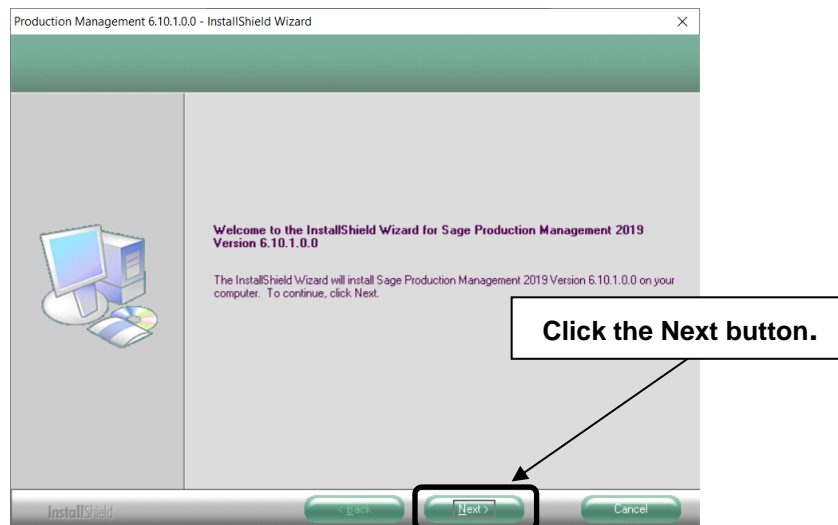 Production Management 6.10.1.0.0 - InstallShield Wizard
Welcome to the InstallShield Wizard for Sage Production Management 2019
Version 6.10.1.0.0
The InstallShield Wizard will install Sage Production Management 2019 Version 6.10.1.0.0 on your
computer. To continue, click Next.
Click the Next button.
InstallShield
< Back
Next >
Cancel